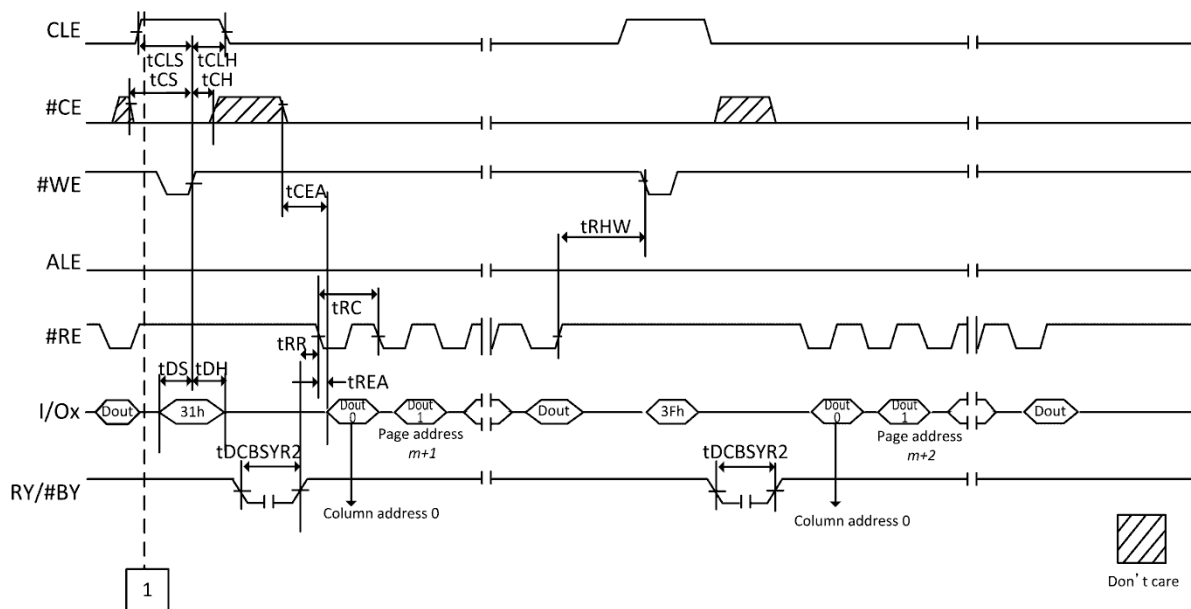 CLE
tCLS tCLH
tCS tCH
#CE
#WE
tCEA
tRHW
ALE
tRC
#RE
tRR
tDS tDH
tREA
I/Ox
Dout
31h
Dout 0
Dout 1
Dout
3Fh
Dout 0
Dout 1
Dout
Page address
m+1
Page address
m+2
tDCBSYR2
tDCBSYR2
RY/#BY
Column address 0
Column address 0
1
Don't care